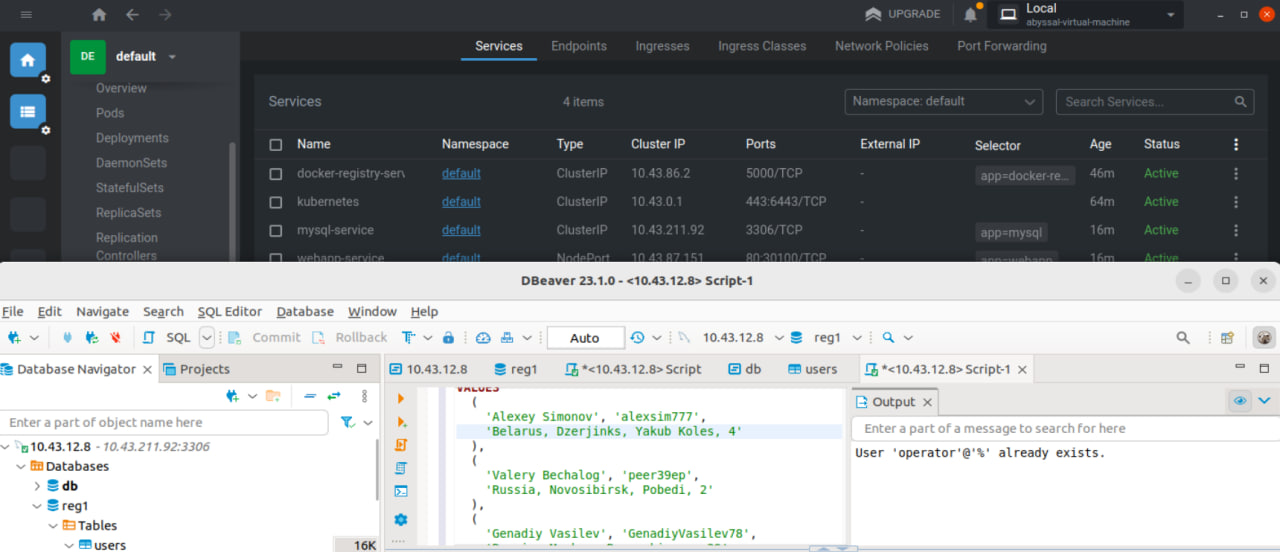 UPGRADE
Local
abyssal-virtual-machine
DE default
Services Endpoints Ingresses Ingress Classes Network Policies Port Forwarding
Overview
Pods
Deployments
DaemonSets
StatefulSets
ReplicaSets
Replication
Controllers
Services 4 items Namespace: default Search Services...
Name Namespace Type Cluster IP Ports External IP Selector Age Status
docker-registry-serv default ClusterIP 10.43.86.2 5000/TCP - app=docker-re... 46m Active
kubernetes default ClusterIP 10.43.0.1 443:6443/TCP - 64m Active
mysql-service default ClusterIP 10.43.211.92 3306/TCP - app=mysql 16m Active
webapp-service default NodePort 10.43.87.151 80:30100/TCP - app=webapp 16m Active
DBeaver 23.1.0 - <10.43.12.8> Script-1
File Edit Navigate Search SQL Editor Database Window Help
SQL Commit Rollback Auto 10.43.12.8 reg1
Database Navigator Projects
10.43.12.8 reg1 *<10.43.12.8> Script db users *<10.43.12.8> Script-1
Enter a part of object name here
10.43.12.8 - 10.43.211.92:3306
Databases
db
reg1
Tables
users 16K
VALUES
(
'Alexey Simonov', 'alexsim777',
'Belarus, Dzerjinks, Yakub Koles, 4'
),
(
'Valery Bechalog', 'peer39ep',
'Russia, Novosibirsk, Pobedi, 2'
),
(
'Genadiy Vasilev', 'GenadiyVasilev78',
Output
Enter a part of a message to search for here
User 'operator'@'%' already exists.